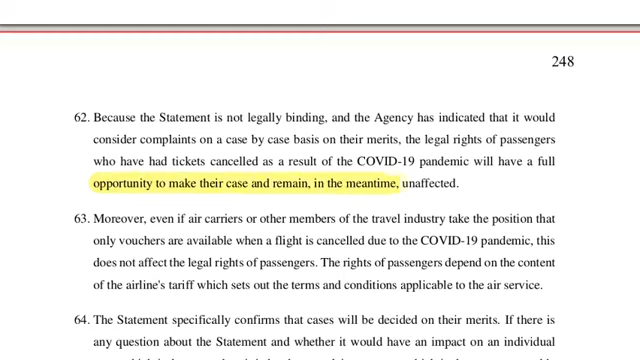 248
62. Because the Statement is not legally binding, and the Agency has indicated that it would
consider complaints on a case by case basis on their merits, the legal rights of passengers
who have had tickets cancelled as a result of the COVID-19 pandemic will have a full
opportunity to make their case and remain, in the meantime, unaffected.
63. Moreover, even if air carriers or other members of the travel industry take the position that
only vouchers are available when a flight is cancelled due to the COVID-19 pandemic, this
does not affect the legal rights of passengers. The rights of passengers depend on the content
of the airline's tariff which sets out the terms and conditions applicable to the air service.
64. The Statement specifically confirms that cases will be decided on their merits. If there is
any question about the Statement and whether it would have an impact on an individual